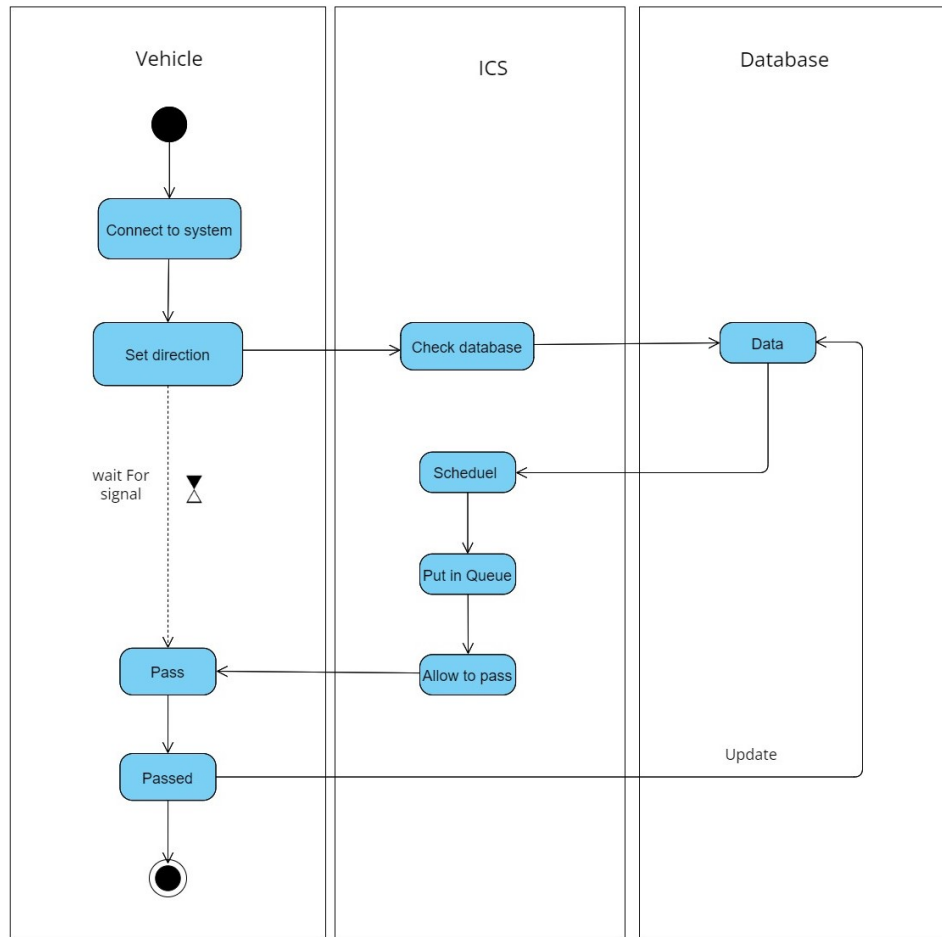 Vehicle
ICS
Database
Connect to system
Set direction
Check database
Data
wait For
signal
Scheduel
Put in Queue
Pass
Allow to pass
Passed
Update